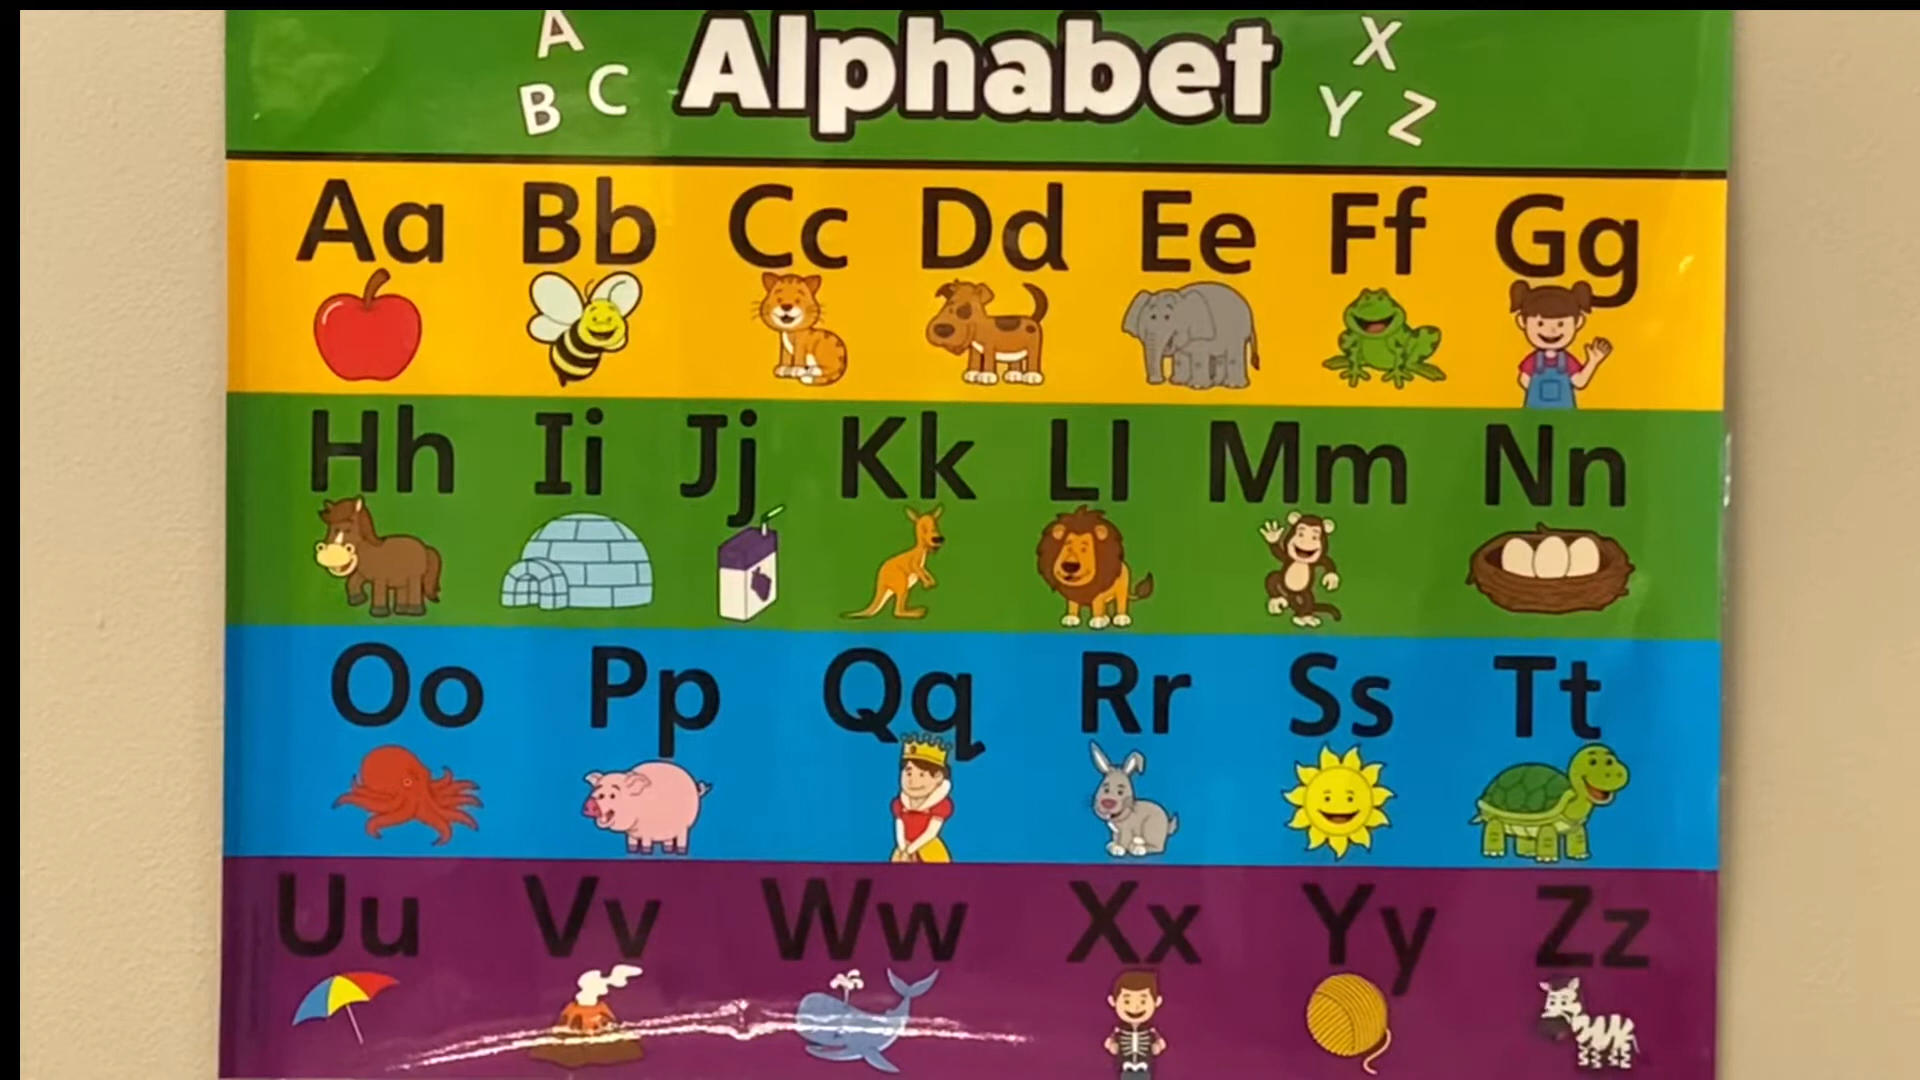 A
B C
Alphabet
X
Y Z
Aa Bb Cc Dd Ee Ff Gg
Hh Ii Jj Kk Ll Mm Nn
Oo Pp Qq Rr Ss Tt
Uu Vv Ww Xx Yy Zz